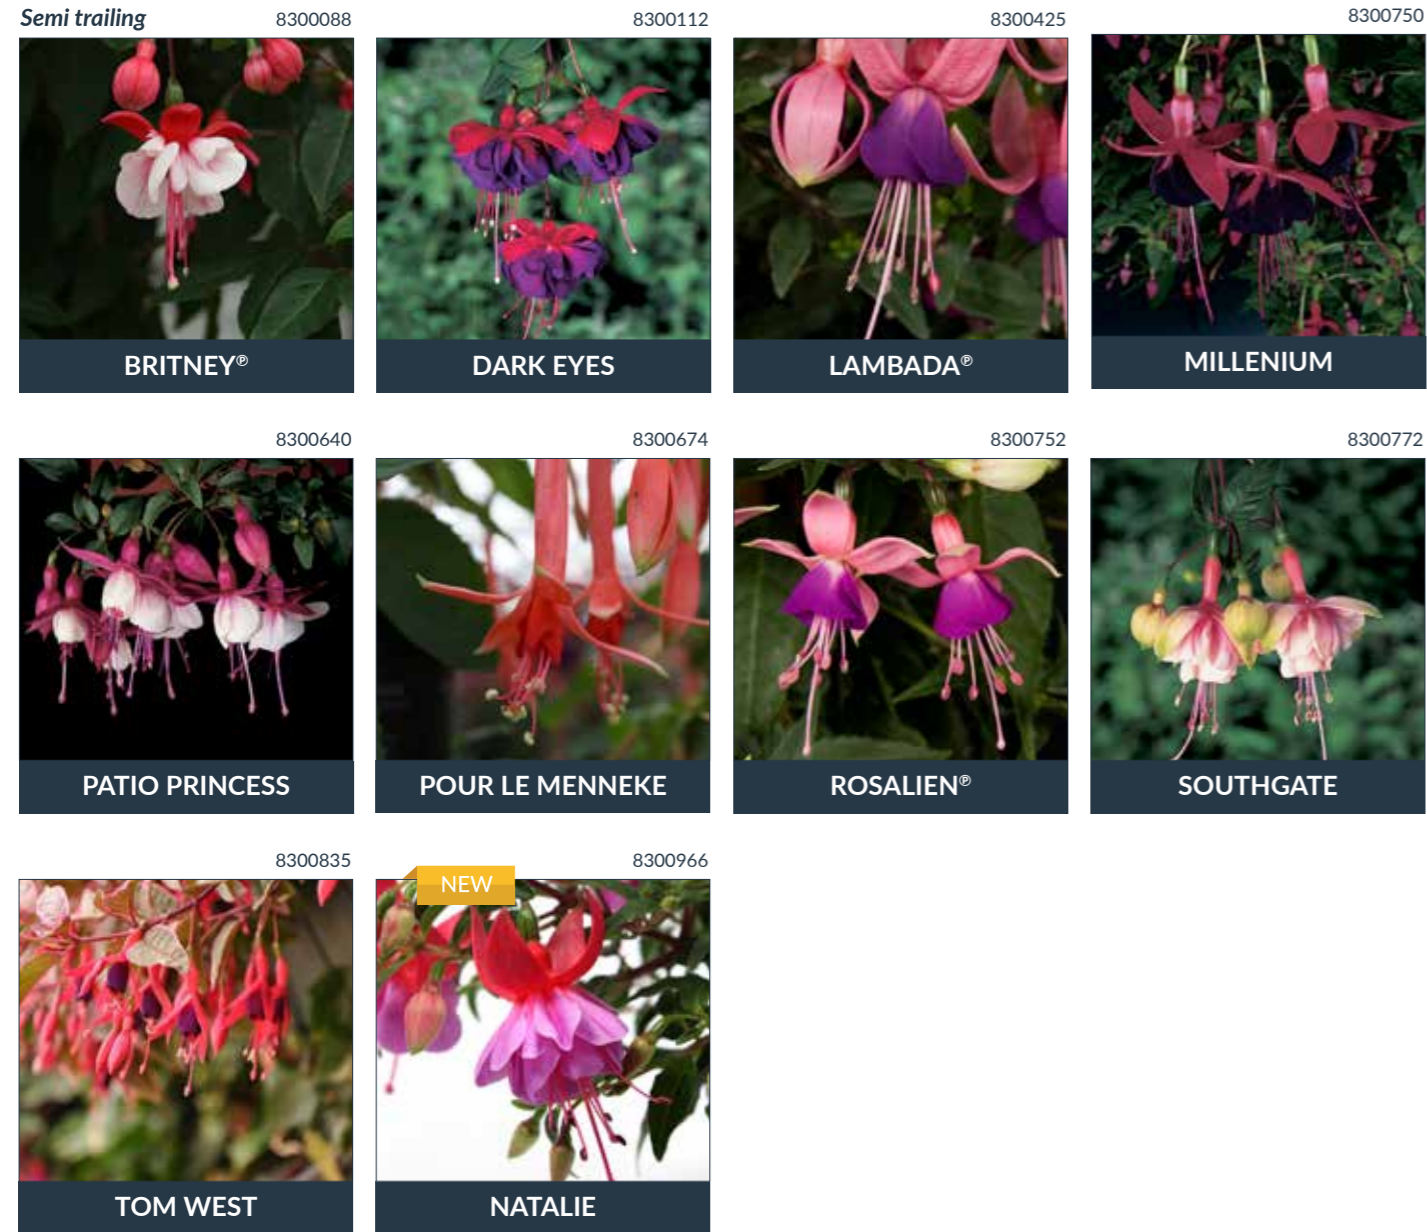 Semi trailing
8300088
8300112
8300425
8300750
BRITNEY℗
DARK EYES
LAMBADA℗
MILLENIUM
8300640
8300674
8300752
8300772
PATIO PRINCESS
POUR LE MENNEKE
ROSALIEN℗
SOUTHGATE
8300835
8300966
NEW
TOM WEST
NATALIE